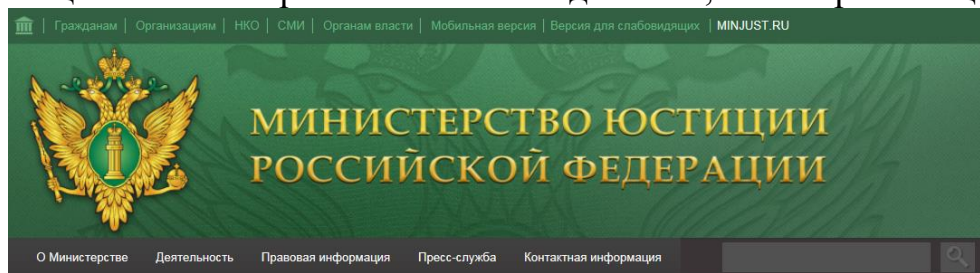 Гражданам | Организациям | НКО | СМИ | Органам власти | Мобильная версия | Версия для слабовидящих | MINJUST.RU
МИНИСТЕРСТВО ЮСТИЦИИ
РОССИЙСКОЙ ФЕДЕРАЦИИ
О Министерстве Деятельность Правовая информация Пресс-служба Контактная информация